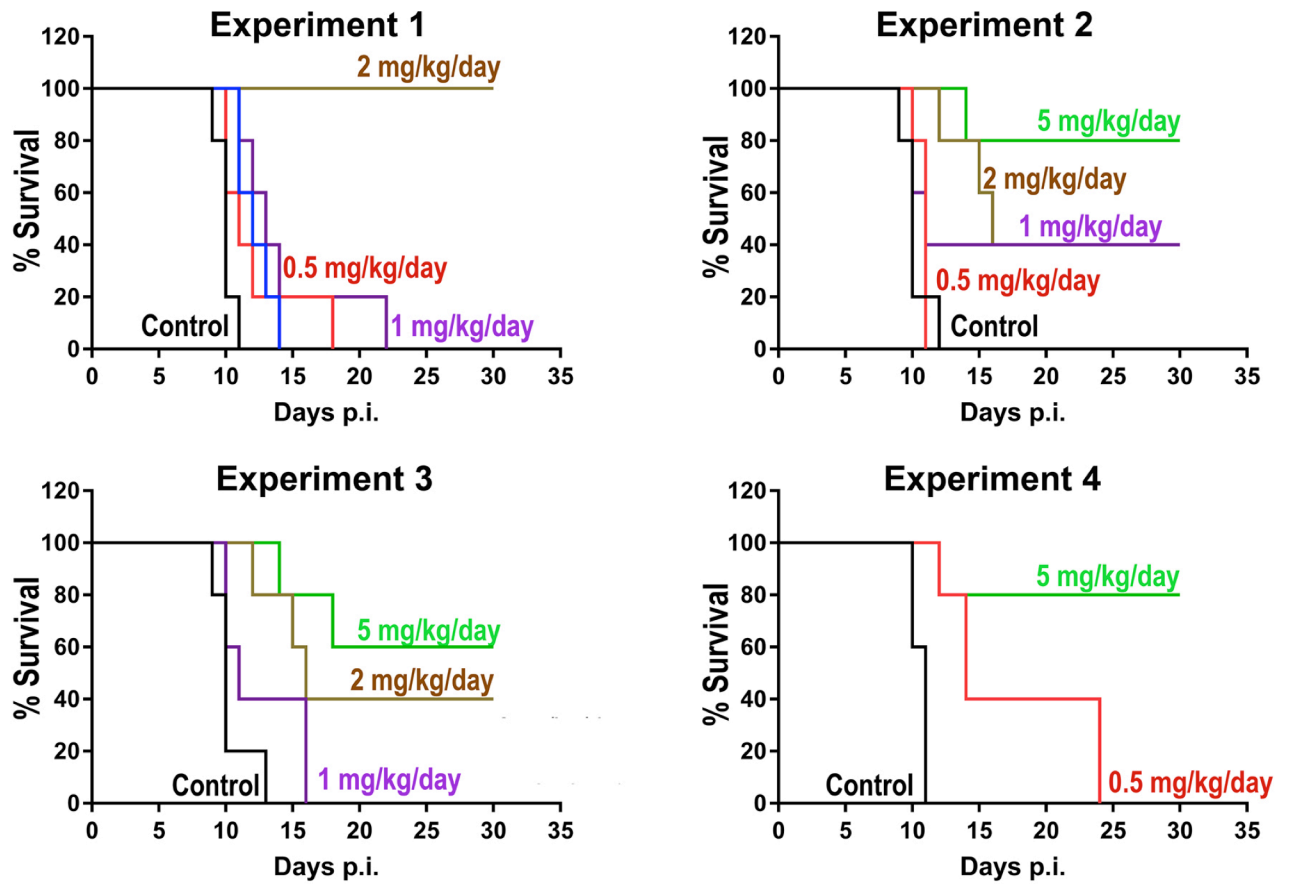 Experiment 1
120
100
80
60
40
20
0
% Survival
2 mg/kg/day
0.5 mg/kg/day
Control
1 mg/kg/day
0 5 10 15 20 25 30 35
Days p.i.
Experiment 2
120
100
80
60
40
20
0
% Survival
5 mg/kg/day
2 mg/kg/day
1 mg/kg/day
0.5 mg/kg/day
Control
0 5 10 15 20 25 30 35
Days p.i.
Experiment 3
120
100
80
60
40
20
0
% Survival
5 mg/kg/day
2 mg/kg/day
Control
1 mg/kg/day
0 5 10 15 20 25 30 35
Days p.i.
Experiment 4
120
100
80
60
40
20
0
% Survival
5 mg/kg/day
Control
0.5 mg/kg/day
0 5 10 15 20 25 30 35
Days p.i.